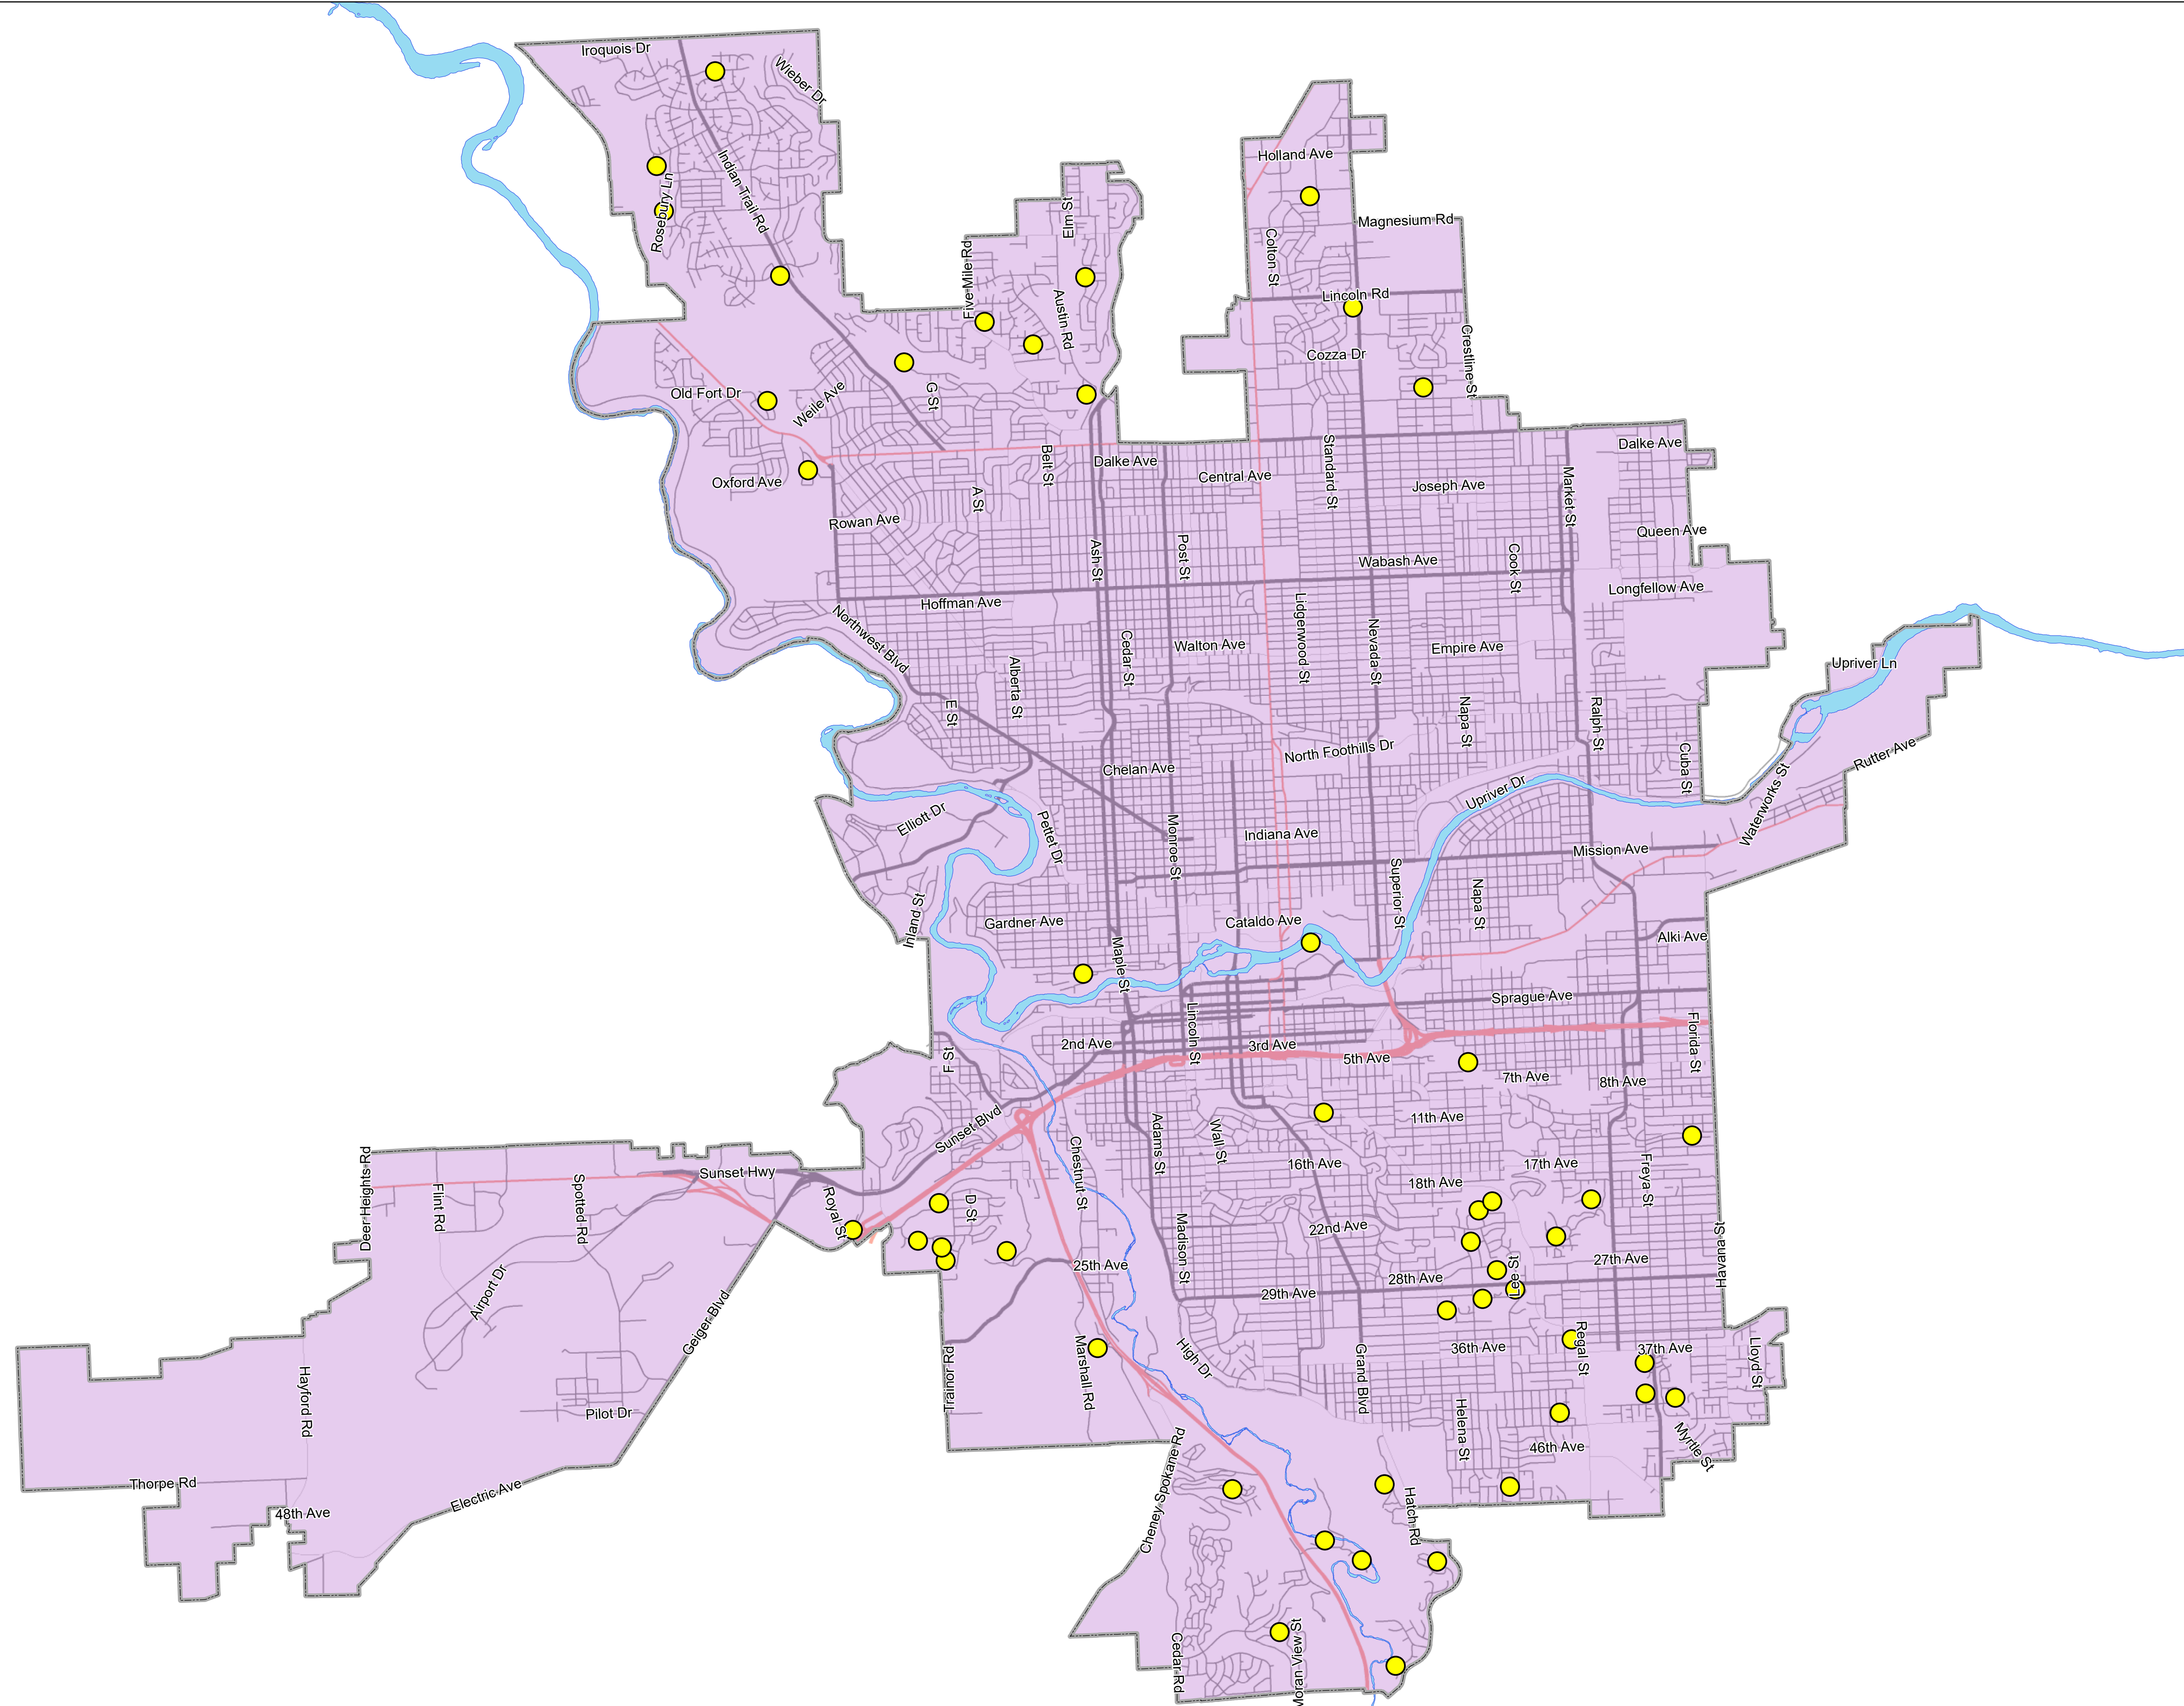 Iroquois Dr
Wieber Dr
Indian Trail Rd
Rosebury Ln
Holland Ave
Magnesium Rd
Colton St
Elm St
Five Mile Rd
Austin Rd
Lincoln Rd
Cozza Dr
Crestline St
Old Fort Dr
Weile Ave
G St
Oxford Ave
Belt St
Dalke Ave
Central Ave
Standard St
Joseph Ave
Market St
Dalke Ave
A St
Rowan Ave
Queen Ave
Ash St
Post St
Wabash Ave
Cook St
Longfellow Ave
Hoffman Ave
Northwest Blvd
Lidgerwood St
Cedar St
Walton Ave
Nevada St
Empire Ave
Upriver Ln
Alberta St
E St
Napa St
Ralph St
North Foothills Dr
Cuba St
Rutter Ave
Chelan Ave
Upriver Dr
Waterworks St
Elliott Dr
Pettet Dr
Monroe St
Indiana Ave
Mission Ave
Superior St
Napa St
Inland St
Gardner Ave
Cataldo Ave
Alki Ave
Maple St
Sprague Ave
Lincoln St
Florida St
F St
2nd Ave
3rd Ave
5th Ave
7th Ave
8th Ave
Sunset Blvd
11th Ave
Adams St
Wall St
Chestnut St
16th Ave
17th Ave
Freya St
18th Ave
Deer Heights Rd
Sunset Hwy
Flint Rd
Spotted Rd
Royal St
D St
Madison St
22nd Ave
Havana St
25th Ave
27th Ave
28th Ave
Lee St
29th Ave
Airport Dr
Geiger Blvd
Trainor Rd
Marshall Rd
High Dr
Grand Blvd
36th Ave
Regal St
37th Ave
Lloyd St
Hayford Rd
Pilot Dr
Helena St
46th Ave
Myrtle St
Thorpe Rd
Electric Ave
48th Ave
Cheney Spokane Rd
Hatch Rd
Cedar Rd
Moran View St